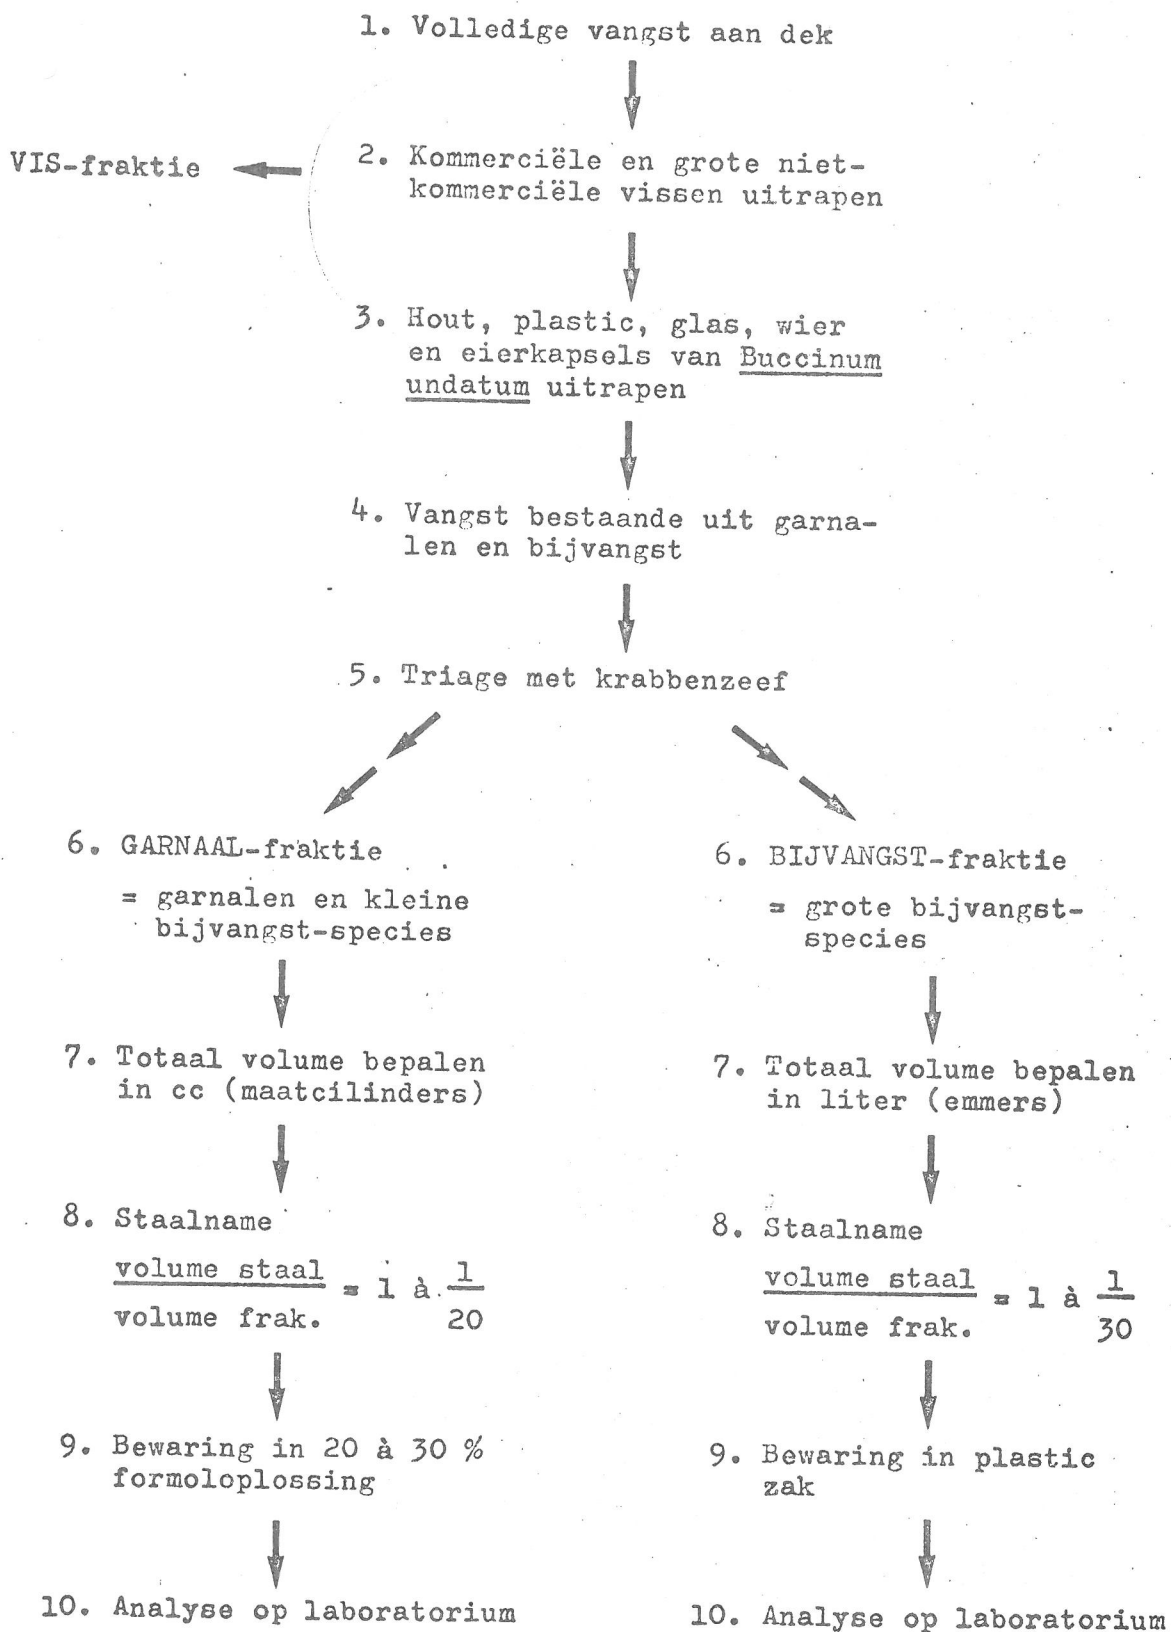 1. Volledige vangst aan dek
VIS-fraktie
2. Kommerciële en grote niet-
kommerciële vissen uitrapen
3. Hout, plastic, glas, wier
en eierkapsels van Buccinum
undatum uitrapen
4. Vangst bestaande uit garna-
len en bijvangst
5. Triage met krabbenzeef
6. GARNAAL-fraktie
= garnalen en kleine
bijvangst-species
7. Totaal volume bepalen
in cc (maatcilinders)
8. Staalname
volume staal
volume frak.
= 1 à 1
20
9. Bewaring in 20 à 30 %
formoloplossing
10. Analyse op laboratorium
6. BIJVANGST-fraktie
= grote bijvangst-
species
7. Totaal volume bepalen
in liter (emmers)
8. Staalname
volume staal
volume frak.
= 1 à 1
30
9. Bewaring in plastic
zak
10. Analyse op laboratorium